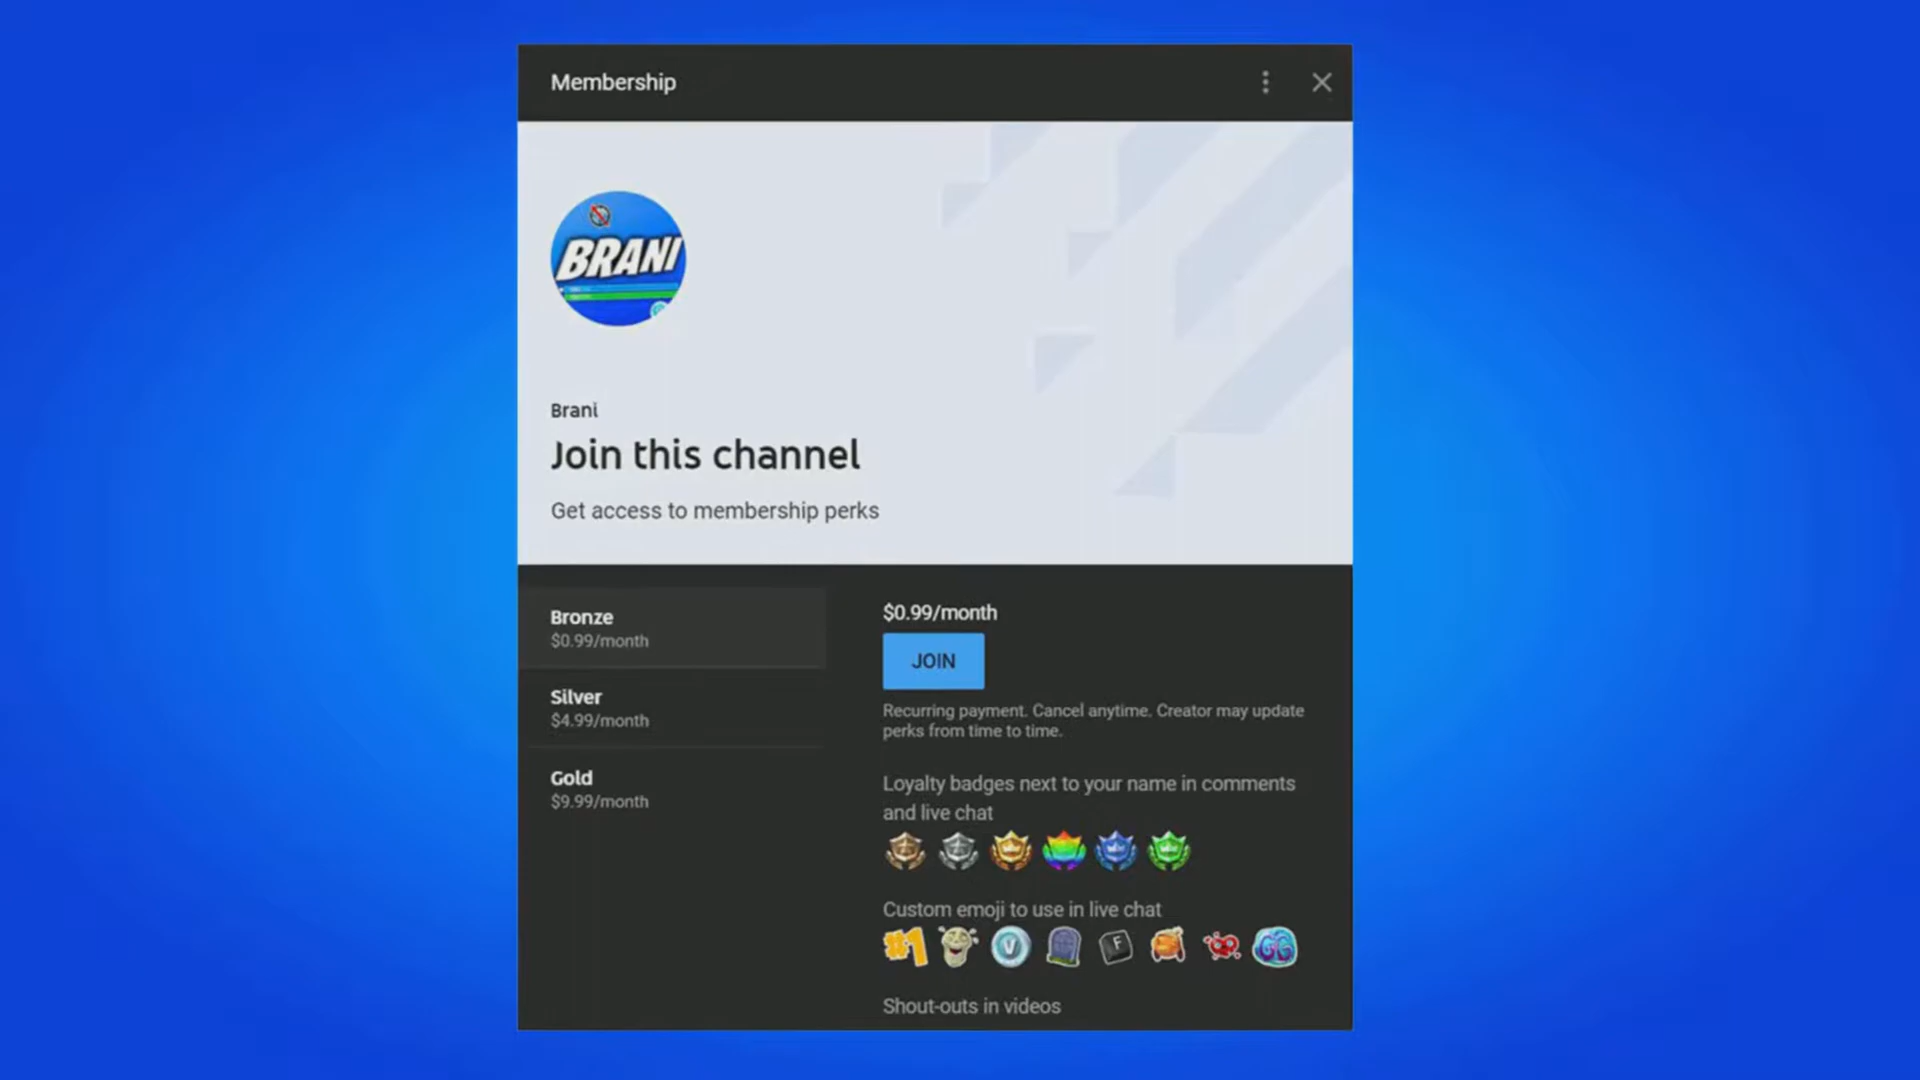 Membership
BRANI
Brani
Join this channel
Get access to membership perks
Bronze
$0.99/month
Silver
$4.99/month
Gold
$9.99/month
$0.99/month
JOIN
Recurring payment. Cancel anytime. Creator may update
perks from time to time.
Loyalty badges next to your name in comments
and live chat
Custom emoji to use in live chat
#1 V F GG
Shout-outs in videos